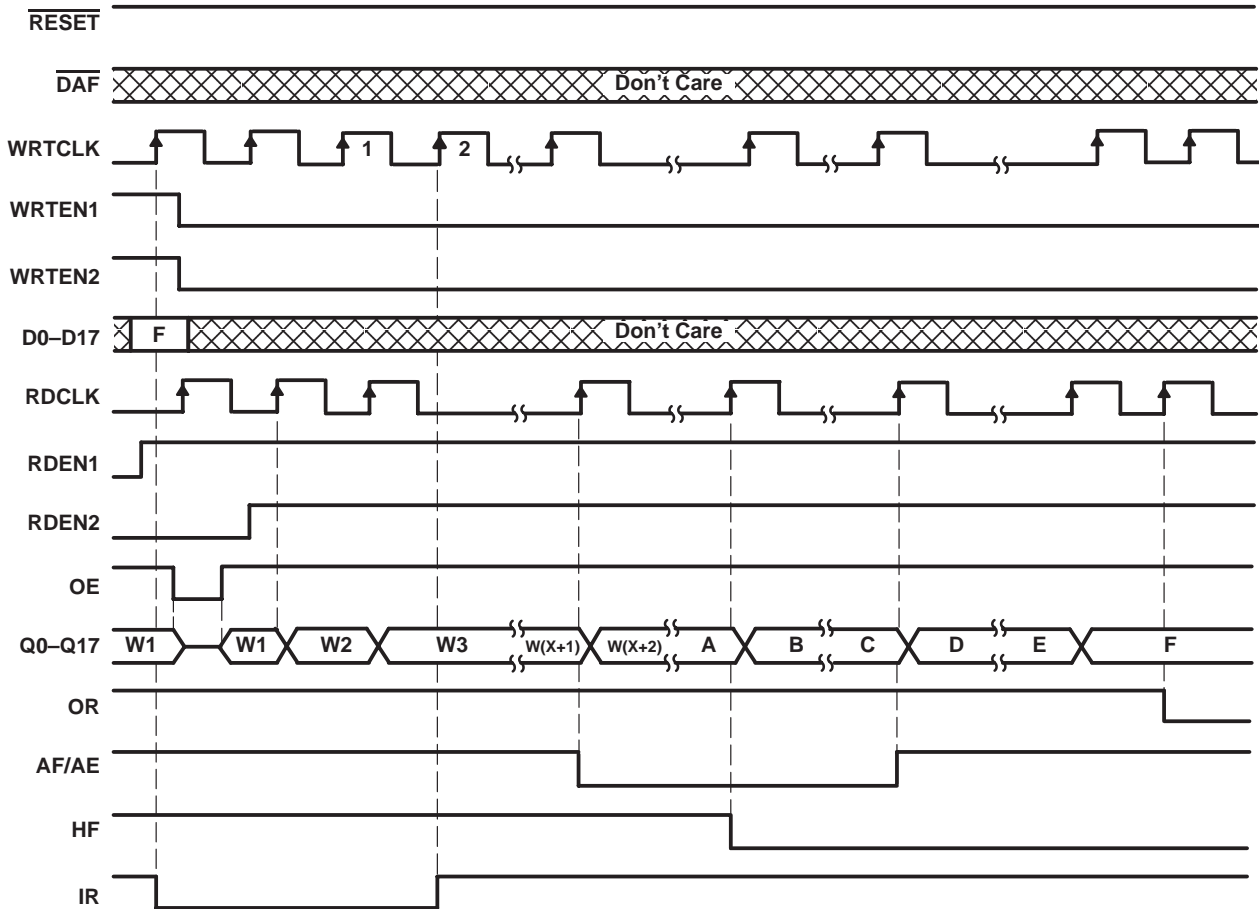 RESET
DAF Don't Care
WRTCLK 1 2
WRTEN1
WRTEN2
D0–D17 F Don't Care
RDCLK
RDEN1
RDEN2
OE
Q0–Q17 W1 W1 W2 W3 W(X+1) W(X+2) A B C D E F
OR
AF/AE
HF
IR